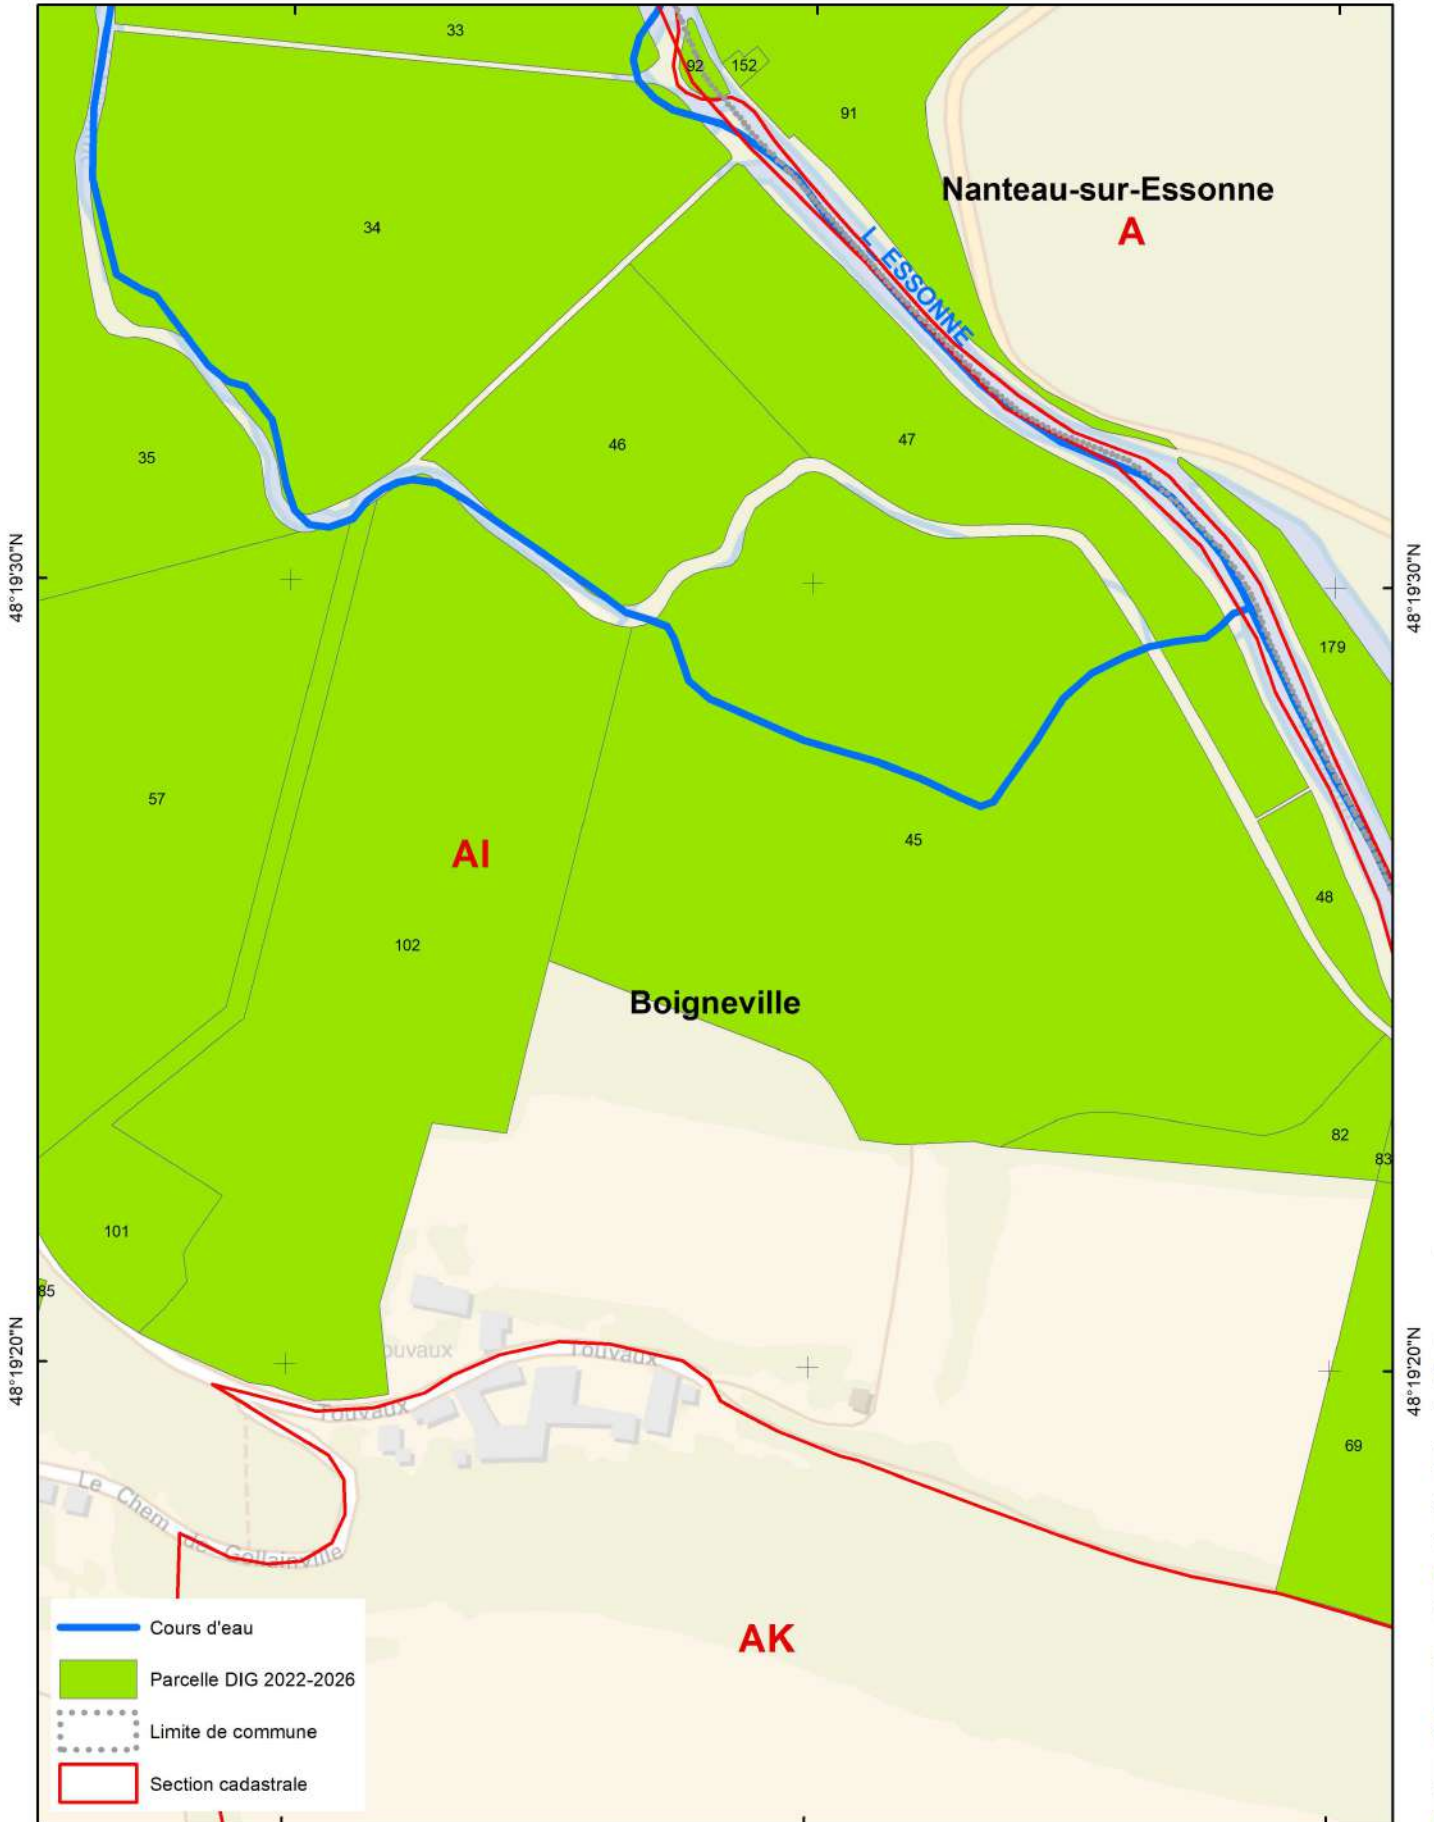 33
92
152
91
Nanteau-sur-Essonne
A
34
L ESSONNE
35
46
47
48°19'30"N
48°19'30"N
179
57
45
AI
48
102
Boigneville
82
83
101
85
48°19'20"N
48°19'20"N
ouvaux
Touvaux
Touvaux
69
Le Chem de Gollainville
AK
Cours d'eau
Parcelle DIG 2022-2026
Limite de commune
Section cadastrale